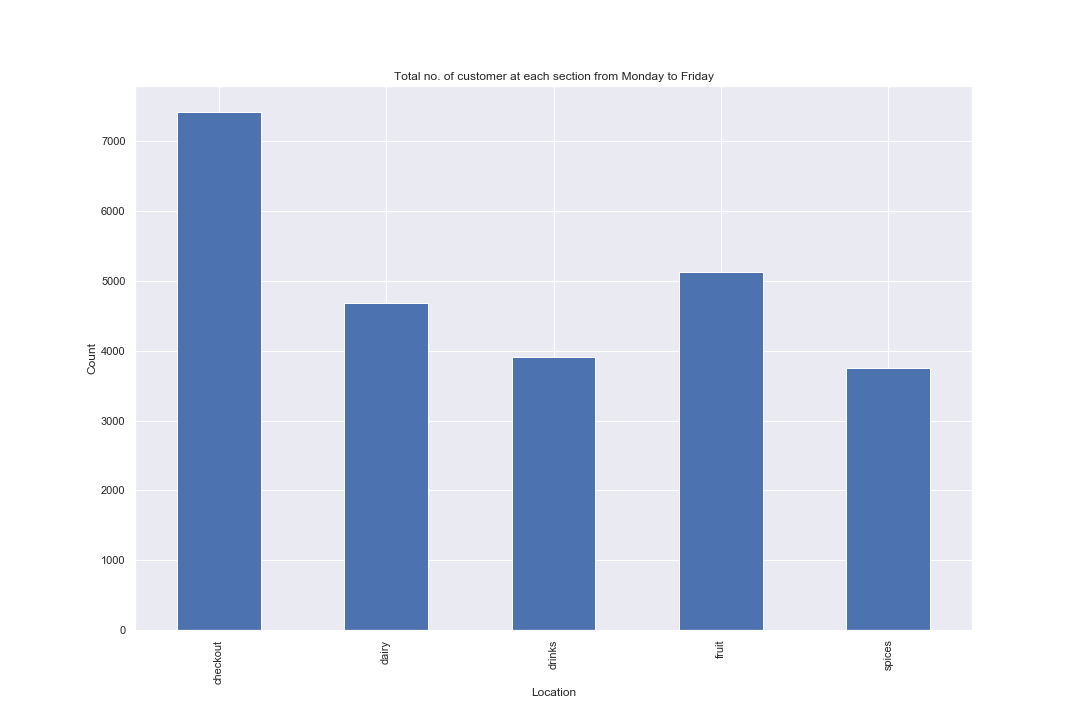 Total no. of customer at each section from Monday to Friday
7000
6000
5000
4000
3000
2000
1000
0
Count
checkout
dairy
drinks
fruit
spices
Location